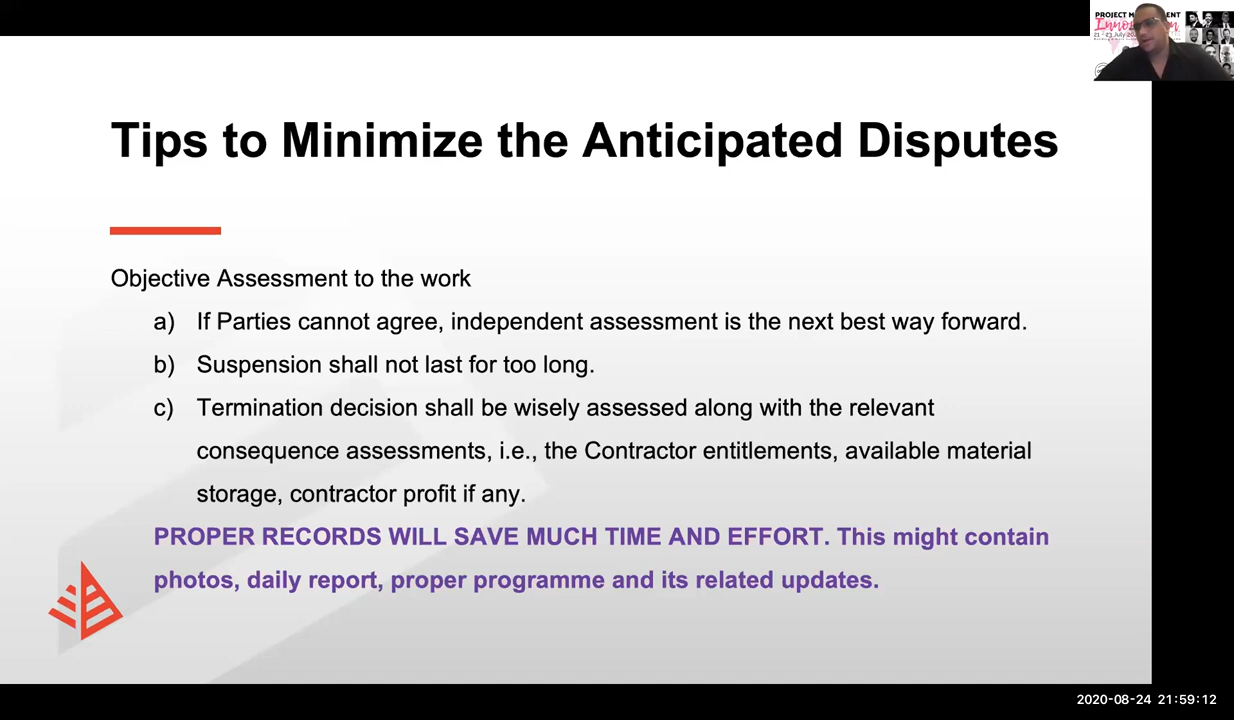 PROJECT M
ENT
Tips to Minimize the Anticipated Disputes
Objective Assessment to the work
a) If Parties cannot agree, independent assessment is the next best way forward.
b) Suspension shall not last for too long.
c) Termination decision shall be wisely assessed along with the relevant
consequence assessments, i.e., the Contractor entitlements, available material
storage, contractor profit if any.
PROPER RECORDS WILL SAVE MUCH TIME AND EFFORT. This might contain
photos, daily report, proper programme and its related updates.
2020-08-24 21:59:12